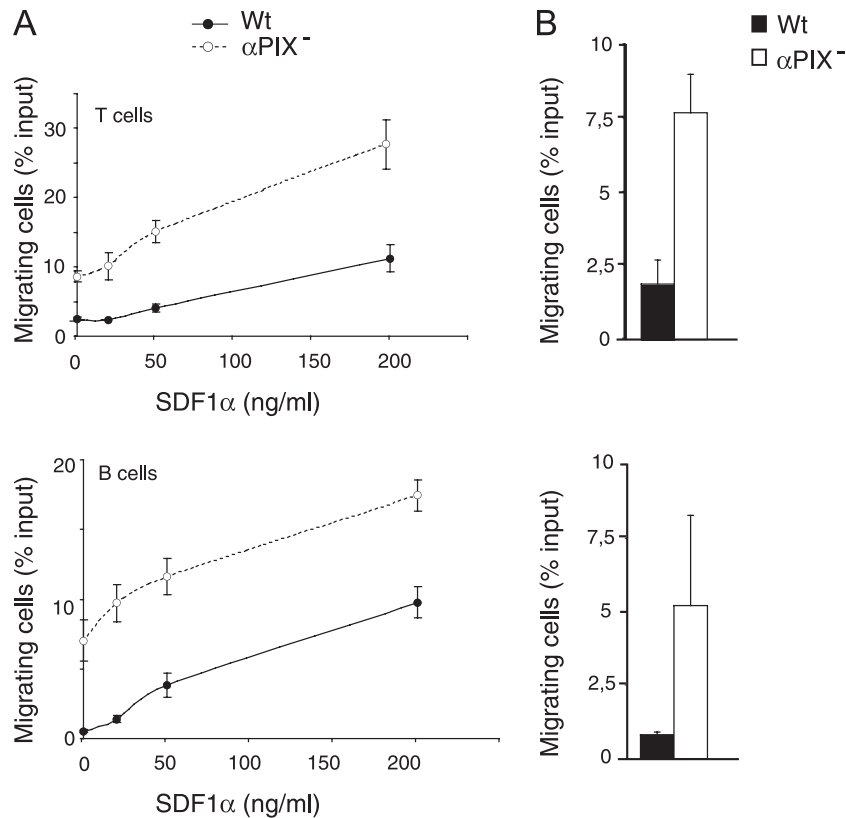 A
Wt
αPIX⁻
T cells
Migrating cells (% input)
30
20
10
0
0 50 100 150 200
SDF1α (ng/ml)
B
Wt
αPIX⁻
Migrating cells (% input)
10
7,5
5
2,5
0
B cells
Migrating cells (% input)
20
10
0
0 50 100 150 200
SDF1α (ng/ml)
Migrating cells (% input)
10
7,5
5
2,5
0